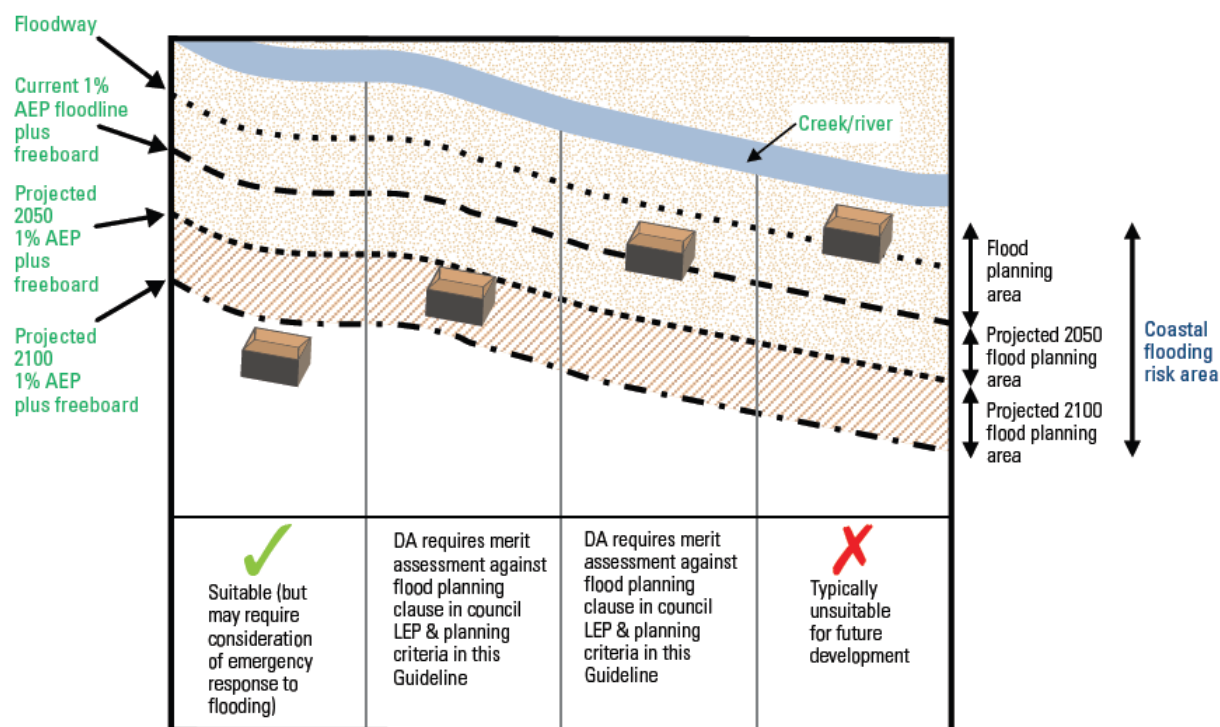 Floodway
Current 1%
AEP floodline
plus
freeboard
Projected
2050
1% AEP
plus
freeboard
Projected
2100
1% AEP
plus freeboard
Creek/river
Flood
planning
area
Projected 2050
flood planning
area
Projected 2100
flood planning
area
Coastal
flooding
risk area
Suitable (but
may require
consideration
of emergency
response to
flooding)
DA requires merit
assessment against
flood planning
clause in council
LEP & planning
criteria in this
Guideline
DA requires merit
assessment against
flood planning
clause in council
LEP & planning
criteria in this
Guideline
Typically
unsuitable
for future
development